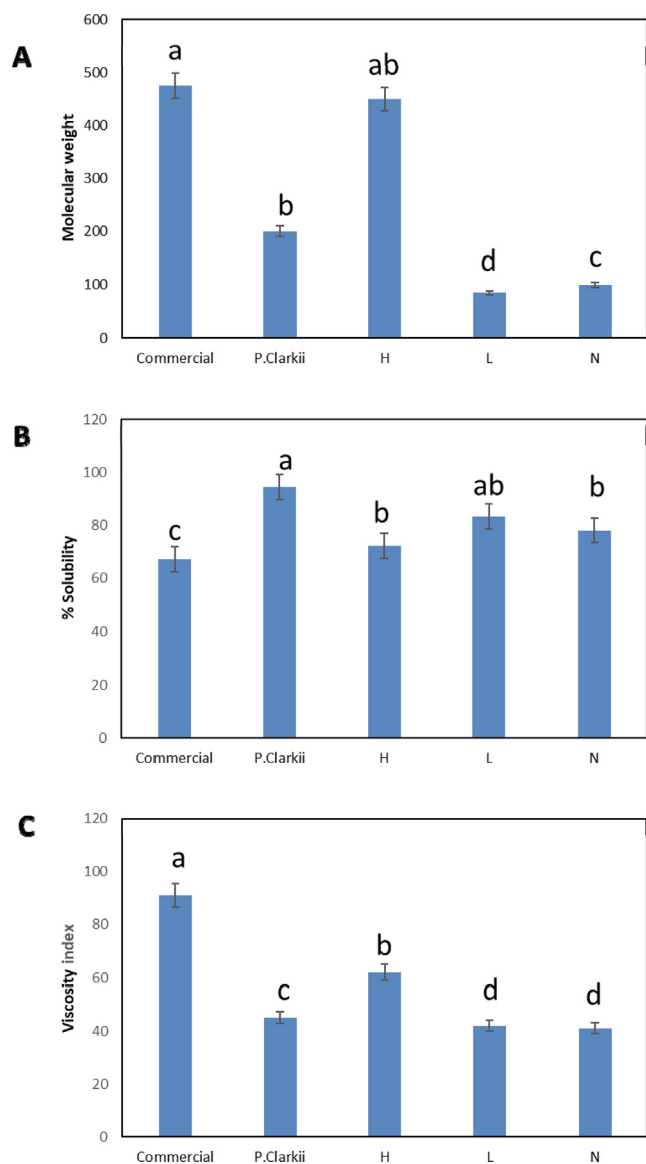 A
Molecular weight
600
500
400
300
200
100
0
a
b
ab
d
c
Commercial P.Clarkii H L N
B
% Solubility
120
100
80
60
40
20
0
c
a
b
ab
b
Commercial P.Clarkii H L N
C
Viscosity index
120
100
80
60
40
20
0
a
c
b
d
d
Commercial P.Clarkii H L N